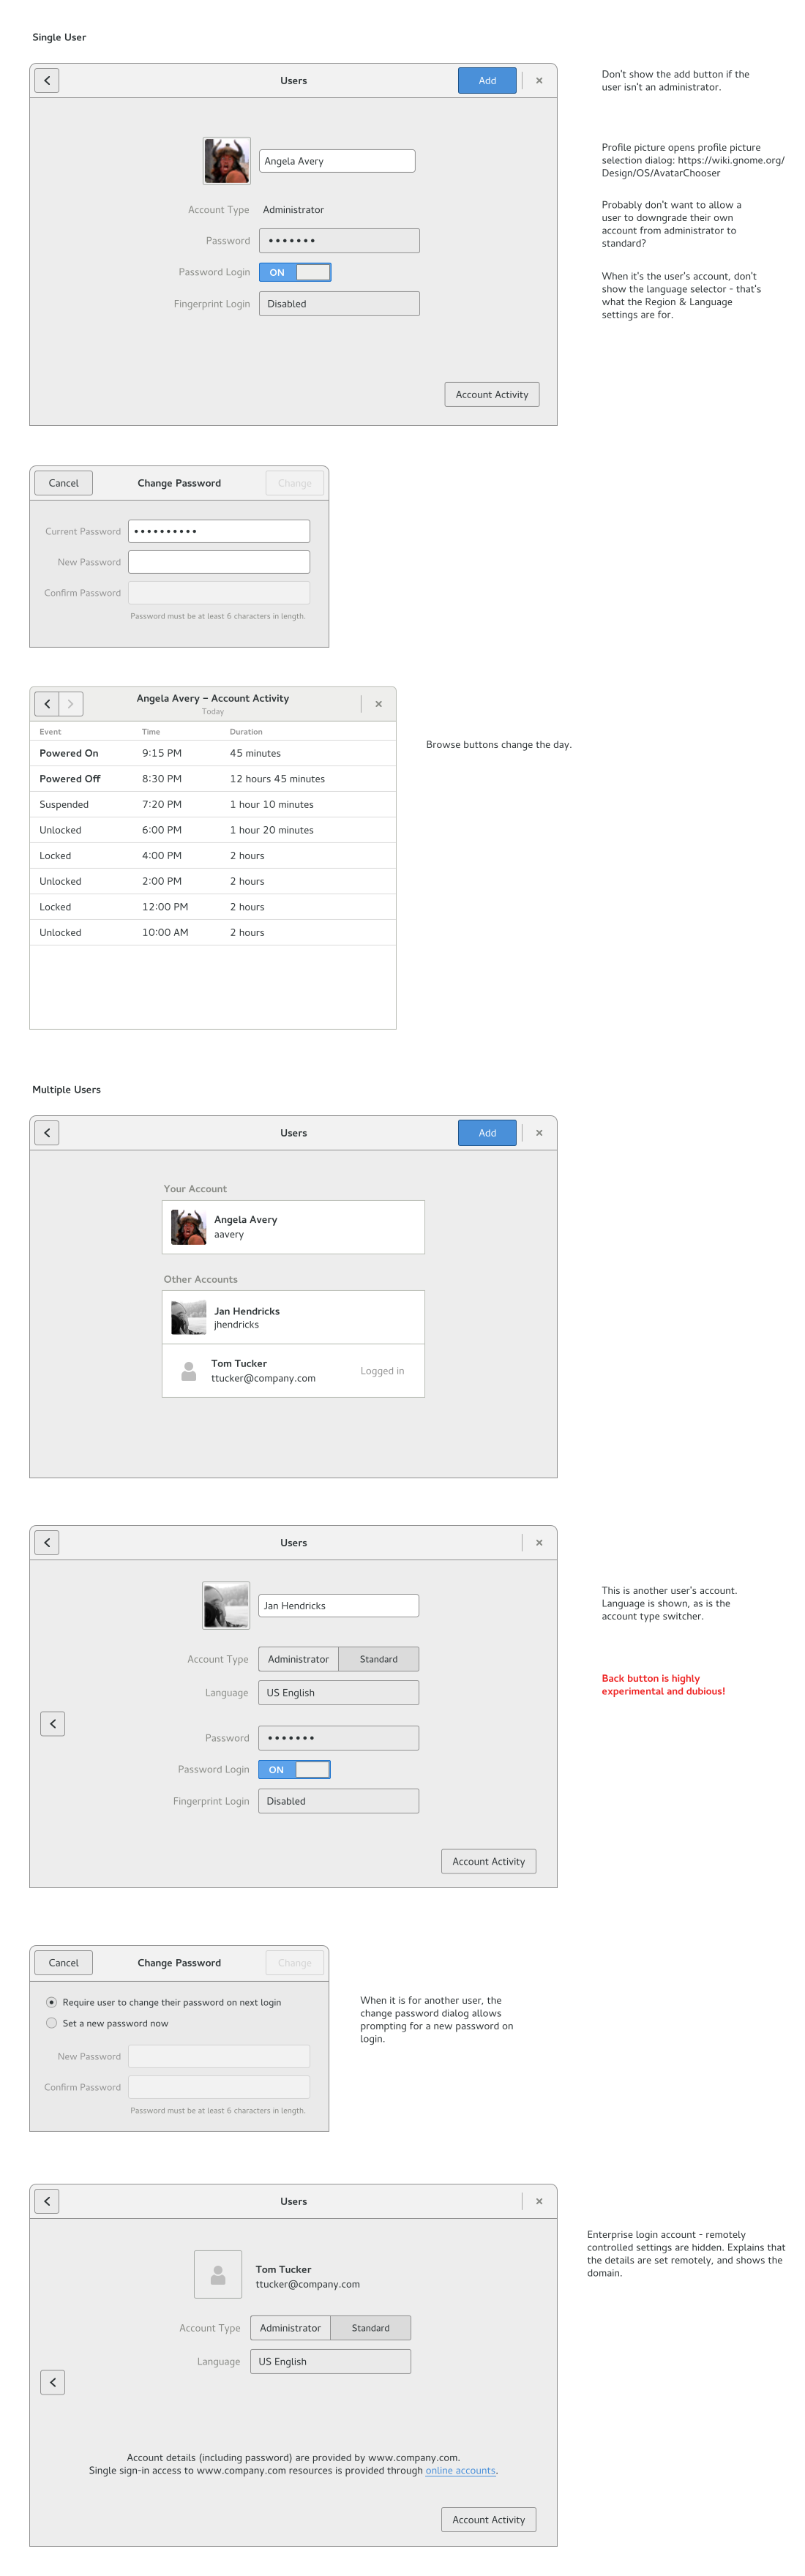 Single User
Users
Add
Don't show the add button if the
user isn't an administrator.
Angela Avery
Profile picture opens profile picture
selection dialog: https://wiki.gnome.org/
Design/OS/AvatarChooser
Account Type Administrator
Probably don't want to allow a
user to downgrade their own
account from administrator to
standard?
Password •••••••
Password Login ON
When it's the user's account, don't
show the language selector - that's
what the Region & Language
settings are for.
Fingerprint Login Disabled
Account Activity
Cancel Change Password Change
Current Password ••••••••••
New Password
Confirm Password
Password must be at least 6 characters in length.
Angela Avery – Account Activity
Today
Event Time Duration
Browse buttons change the day.
Powered On 9:15 PM 45 minutes
Powered Off 8:30 PM 12 hours 45 minutes
Suspended 7:20 PM 1 hour 10 minutes
Unlocked 6:00 PM 1 hour 20 minutes
Locked 4:00 PM 2 hours
Unlocked 2:00 PM 2 hours
Locked 12:00 PM 2 hours
Unlocked 10:00 AM 2 hours
Multiple Users
Users
Add
Your Account
Angela Avery
aavery
Other Accounts
Jan Hendricks
jhendricks
Tom Tucker
ttucker@company.com
Logged in
Users
Jan Hendricks
This is another user's account.
Language is shown, as is the
account type switcher.
Account Type Administrator Standard
Back button is highly
experimental and dubious!
Language US English
Password •••••••
Password Login ON
Fingerprint Login Disabled
Account Activity
Cancel Change Password Change
Require user to change their password on next login
Set a new password now
When it is for another user, the
change password dialog allows
prompting for a new password on
login.
New Password
Confirm Password
Password must be at least 6 characters in length.
Users
Enterprise login account - remotely
controlled settings are hidden. Explains that
the details are set remotely, and shows the
domain.
Tom Tucker
ttucker@company.com
Account Type Administrator Standard
Language US English
Account details (including password) are provided by www.company.com.
Single sign-in access to www.company.com resources is provided through online accounts.
Account Activity